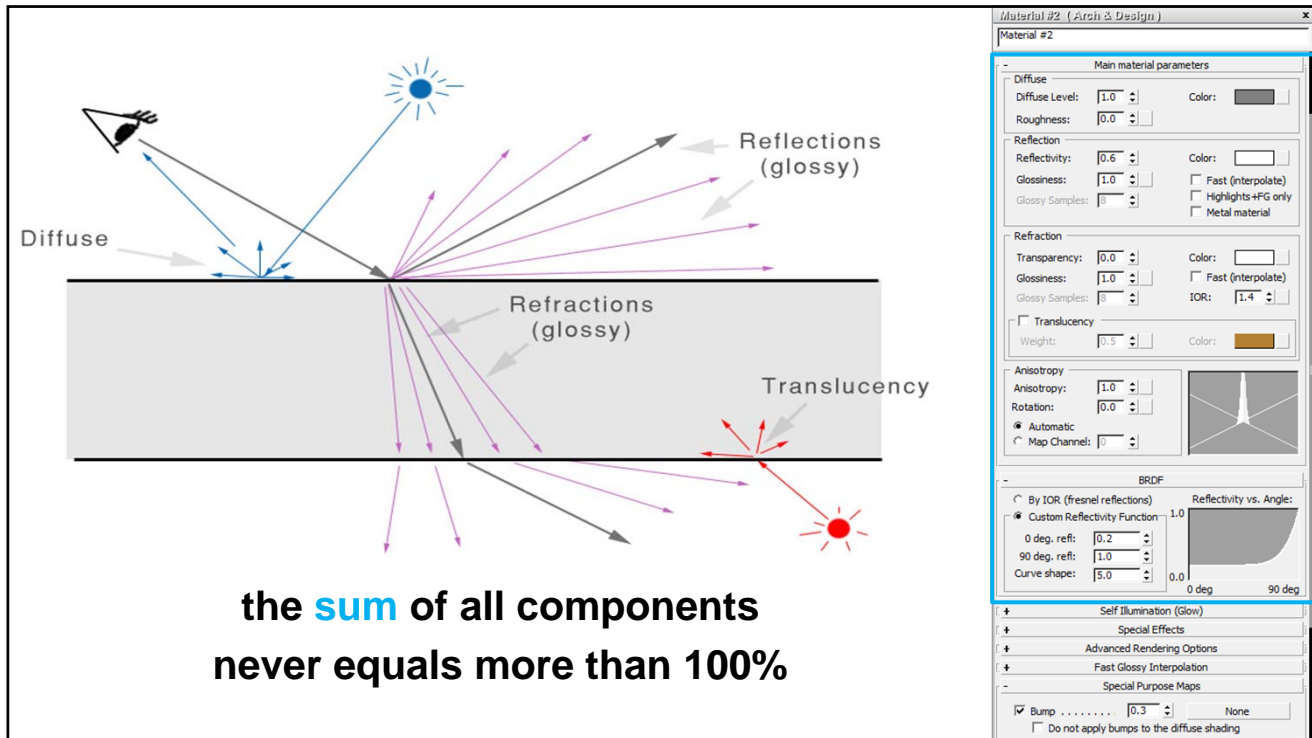 Reflections
(glossy)
Diffuse
Refractions
(glossy)
Translucency
the sum of all components
never equals more than 100%
Material #2 ( Arch & Design ) x
Material #2
- Main material parameters
Diffuse
Diffuse Level: 1.0 Color:
Roughness: 0.0
Reflection
Reflectivity: 0.6 Color:
Glossiness: 1.0 Fast (interpolate)
Glossy Samples: 8 Highlights+FG only
Metal material
Refraction
Transparency: 0.0 Color:
Glossiness: 1.0 Fast (interpolate)
Glossy Samples: 8 IOR: 1.4
Translucency
Weight: 0.5 Color:
Anisotropy
Anisotropy: 1.0
Rotation: 0.0
Automatic
Map Channel: 0
- BRDF
By IOR (fresnel reflections) Reflectivity vs. Angle:
Custom Reflectivity Function 1.0
0 deg. refl: 0.2
90 deg. refl: 1.0
Curve shape: 5.0 0.0
0 deg 90 deg
+ Self Illumination (Glow)
+ Special Effects
+ Advanced Rendering Options
+ Fast Glossy Interpolation
- Special Purpose Maps
Bump . . . . . . . . . 0.3 None
Do not apply bumps to the diffuse shading